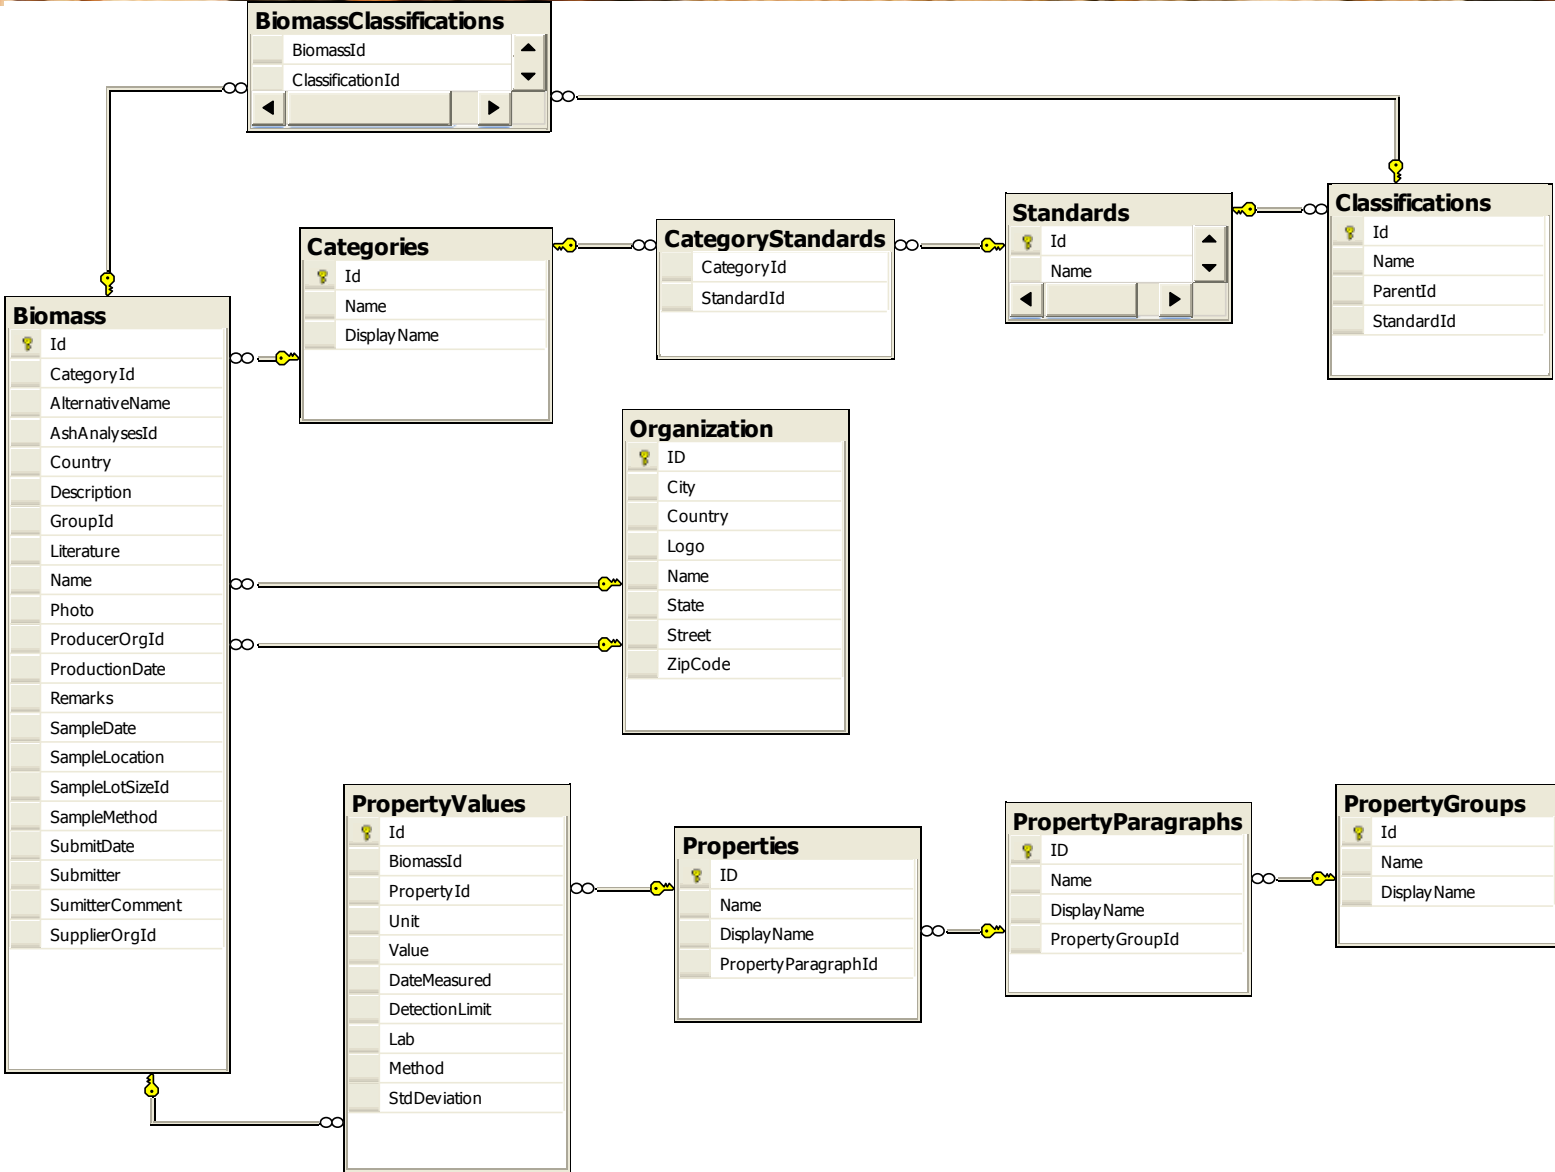 BiomassClassifications
BiomassId
ClassificationId
Categories
Id
Name
DisplayName
CategoryStandards
CategoryId
StandardId
Standards
Id
Name
Classifications
Id
Name
ParentId
StandardId
Biomass
Id
CategoryId
AlternativeName
AshAnalysesId
Country
Description
GroupId
Literature
Name
Photo
ProducerOrgId
ProductionDate
Remarks
SampleDate
SampleLocation
SampleLotSizeId
SampleMethod
SubmitDate
Submitter
SumitterComment
SupplierOrgId
Organization
ID
City
Country
Logo
Name
State
Street
ZipCode
PropertyValues
Id
BiomassId
PropertyId
Unit
Value
DateMeasured
DetectionLimit
Lab
Method
StdDeviation
Properties
ID
Name
DisplayName
PropertyParagraphId
PropertyParagraphs
ID
Name
DisplayName
PropertyGroupId
PropertyGroups
Id
Name
DisplayName